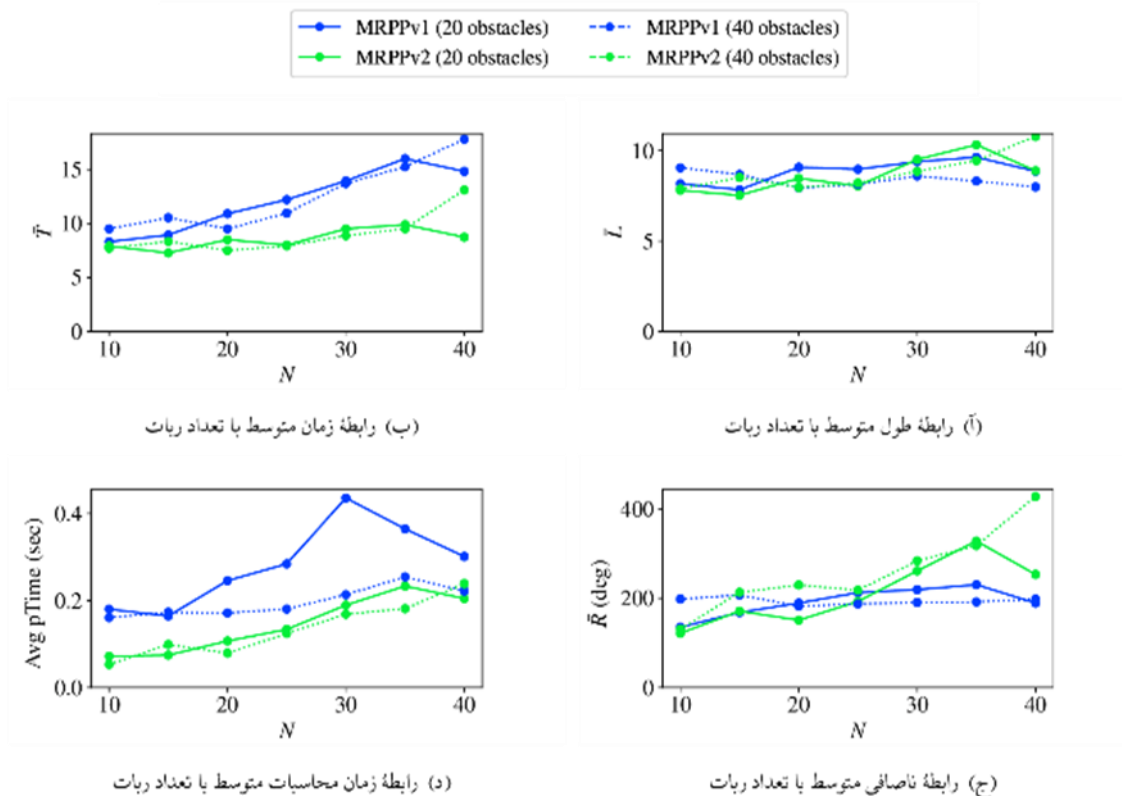 MRPPv1 (20 obstacles) MRPPv1 (40 obstacles)
MRPPv2 (20 obstacles) MRPPv2 (40 obstacles)
10
5
0
L̄
10 20 30 40
N
(آ) رابطهٔ طول متوسط با تعداد ربات
15
10
5
0
T̄
10 20 30 40
N
(ب) رابطهٔ زمان متوسط با تعداد ربات
400
200
0
R̄ (deg)
10 20 30 40
N
(ج) رابطهٔ ناصافی متوسط با تعداد ربات
0.4
0.2
0.0
Avg pTime (sec)
10 20 30 40
N
(د) رابطهٔ زمان محاسبات متوسط با تعداد ربات